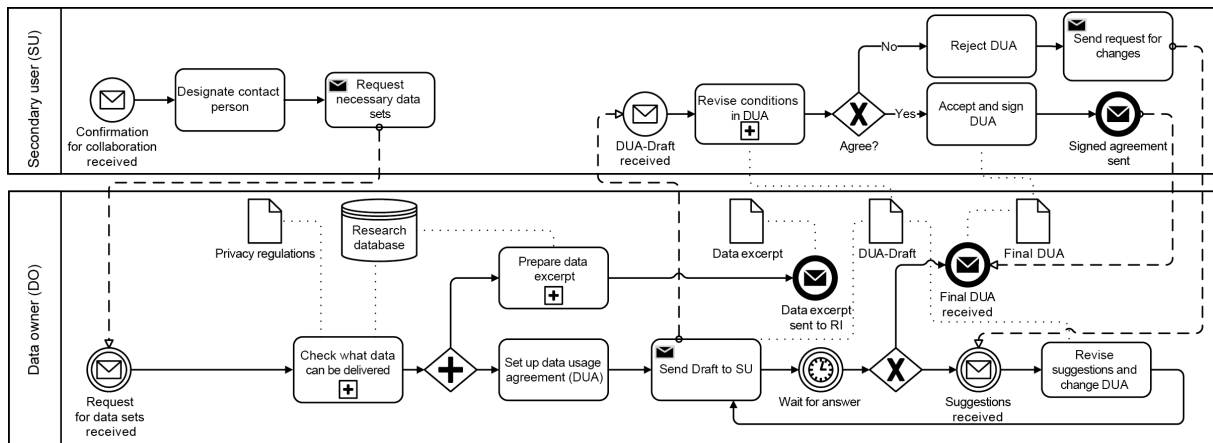 Secondary user (SU)
Confirmation
for collaboration
received
Designate contact
person
Request
necessary data
sets
DUA-Draft
received
Revise conditions
in DUA
Agree?
No
Yes
Reject DUA
Send request for
changes
Accept and sign
DUA
Signed agreement
sent
Data owner (DO)
Privacy regulations
Research
database
Data excerpt
DUA-Draft
Final DUA
Prepare data
excerpt
Data excerpt
sent to RI
Final DUA
received
Request
for data sets
received
Check what data
can be delivered
Set up data usage
agreement (DUA)
Send Draft to SU
Wait for answer
Suggestions
received
Revise
suggestions and
change DUA